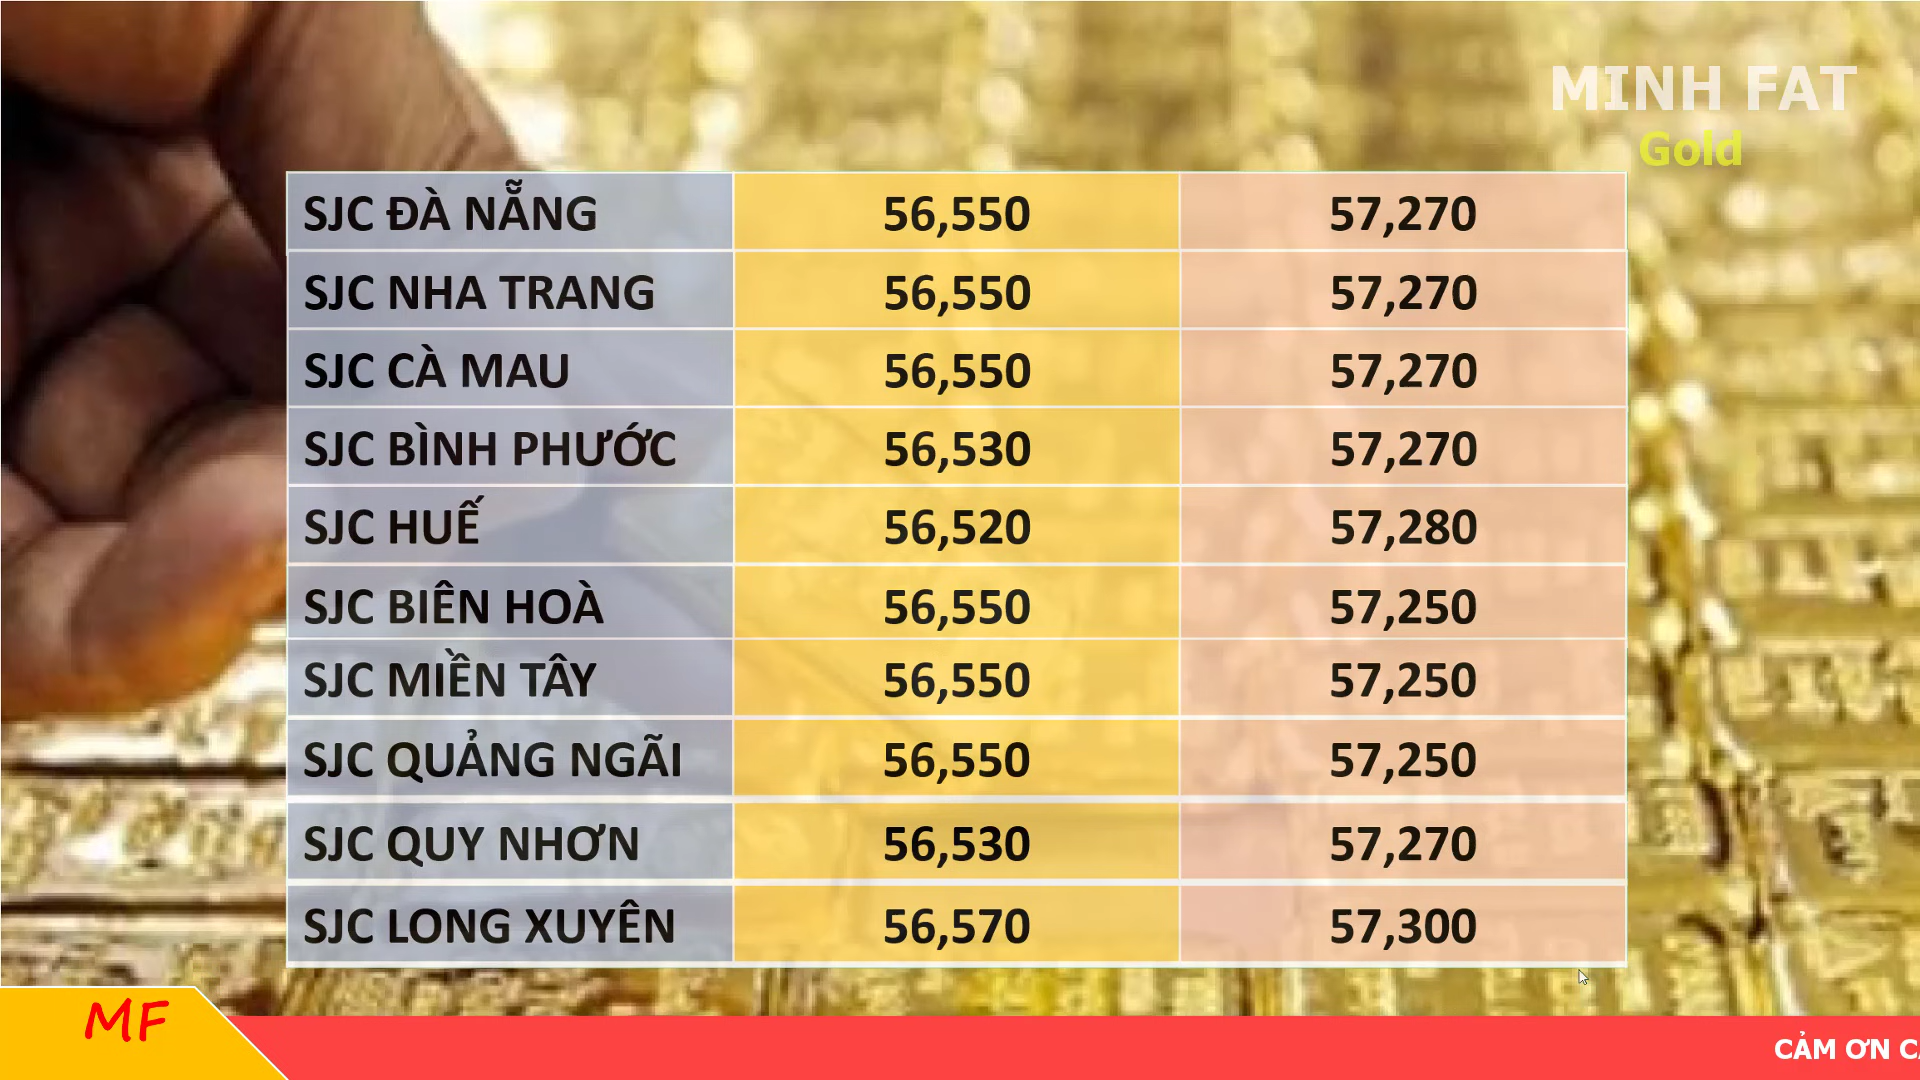 MINH FAT
Gold
SJC ĐÀ NẴNG 56,550 57,270
SJC NHA TRANG 56,550 57,270
SJC CÀ MAU 56,550 57,270
SJC BÌNH PHƯỚC 56,530 57,270
SJC HUẾ 56,520 57,280
SJC BIÊN HOÀ 56,550 57,250
SJC MIỀN TÂY 56,550 57,250
SJC QUẢNG NGÃI 56,550 57,250
SJC QUY NHƠN 56,530 57,270
SJC LONG XUYÊN 56,570 57,300
MF
CẢM ƠN